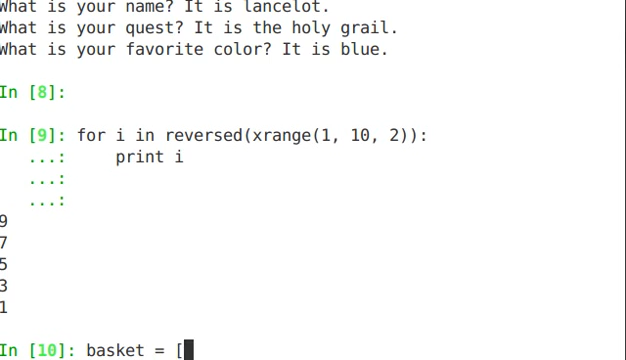 What is your name? It is lancelot.
What is your quest? It is the holy grail.
What is your favorite color? It is blue.
In [8]:
In [9]: for i in reversed(xrange(1, 10, 2)):
...:     print i
...:
...:
9
7
5
3
1
In [10]: basket = [